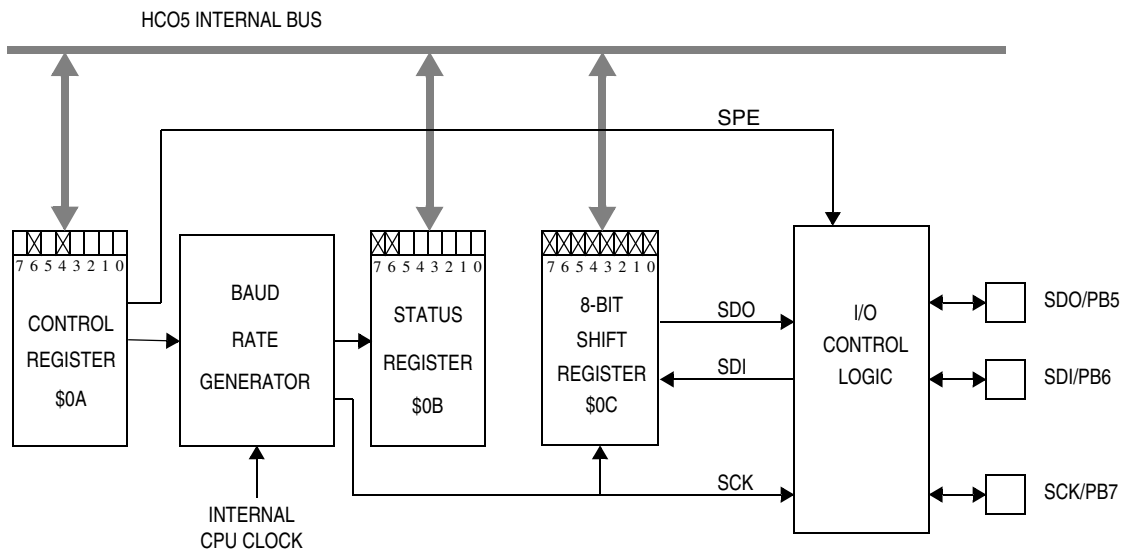 HCO5 INTERNAL BUS
SPE
7 6 5 4 3 2 1 0
CONTROL
REGISTER
$0A
BAUD
RATE
GENERATOR
7 6 5 4 3 2 1 0
STATUS
REGISTER
$0B
7 6 5 4 3 2 1 0
8-BIT
SHIFT
REGISTER
$0C
SDO
SDI
SCK
I/O
CONTROL
LOGIC
SDO/PB5
SDI/PB6
SCK/PB7
INTERNAL
CPU CLOCK